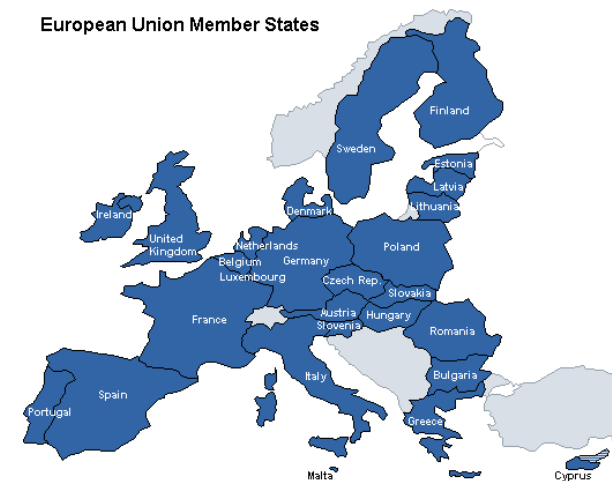 European Union Member States
Finland
Sweden
Estonia
Latvia
Lithuania
Denmark
Ireland
United
Kingdom
Netherlands
Belgium
Germany
Luxembourg
Poland
Czech Rep.
Slovakia
Austria
Hungary
Slovenia
France
Romania
Italy
Bulgaria
Spain
Portugal
Greece
Malta
Cyprus